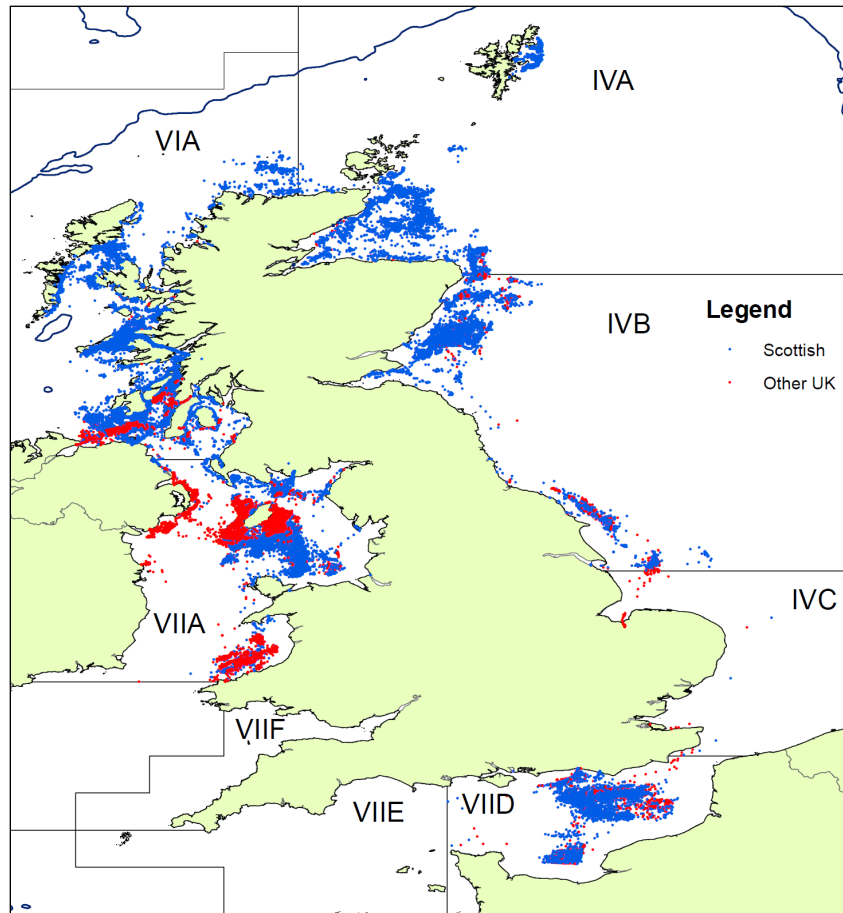 IVA
VIA
IVB
Legend
Scottish
Other UK
IVC
VIIA
VIIF
VIIE
VIID